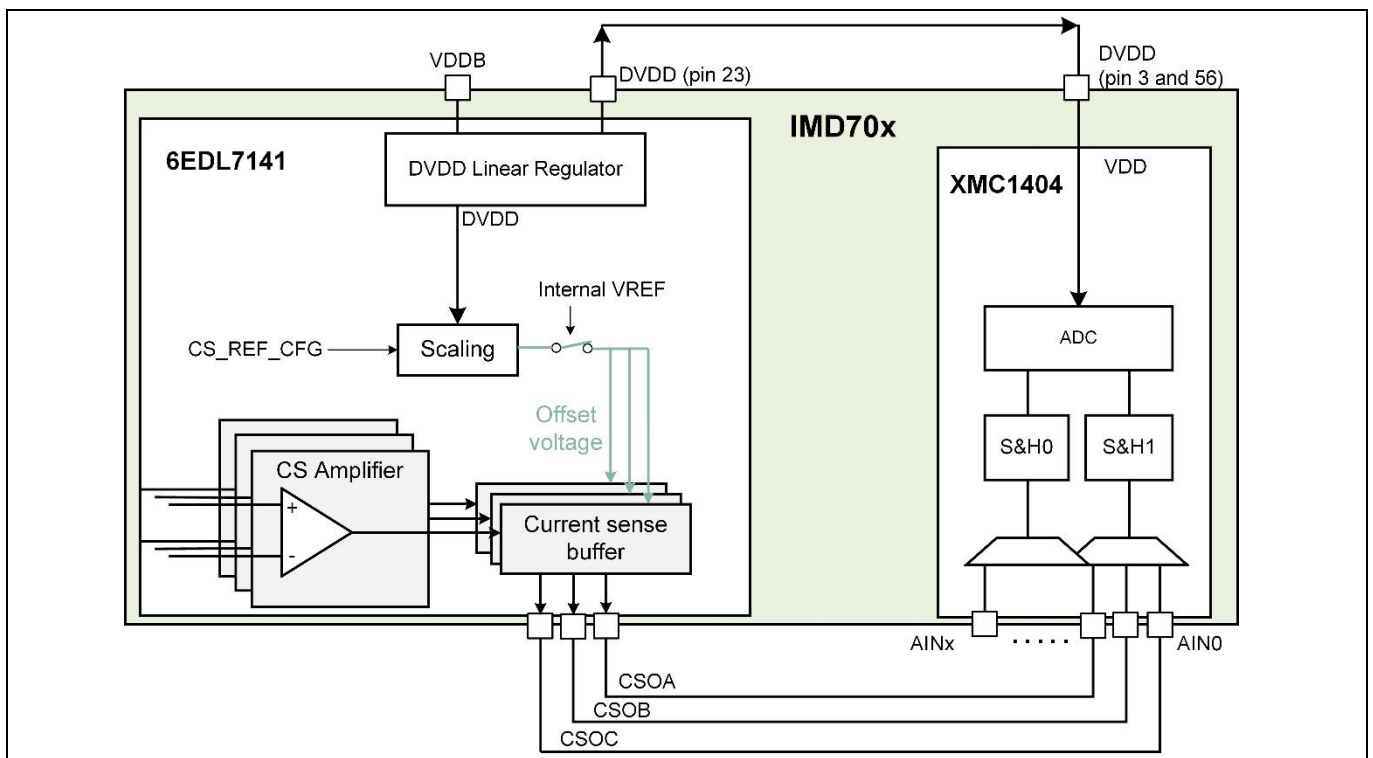 VDDB
DVDD (pin 23)
DVDD
(pin 3 and 56)
IMD70x
6EDL7141
DVDD Linear Regulator
XMC1404
VDD
DVDD
Internal VREF
CS_REF_CFG
Scaling
ADC
Offset
voltage
S&H0
S&H1
CS Amplifier
+
-
Current sense
buffer
AINx
.....
AIN0
CSOA
CSOB
CSOC